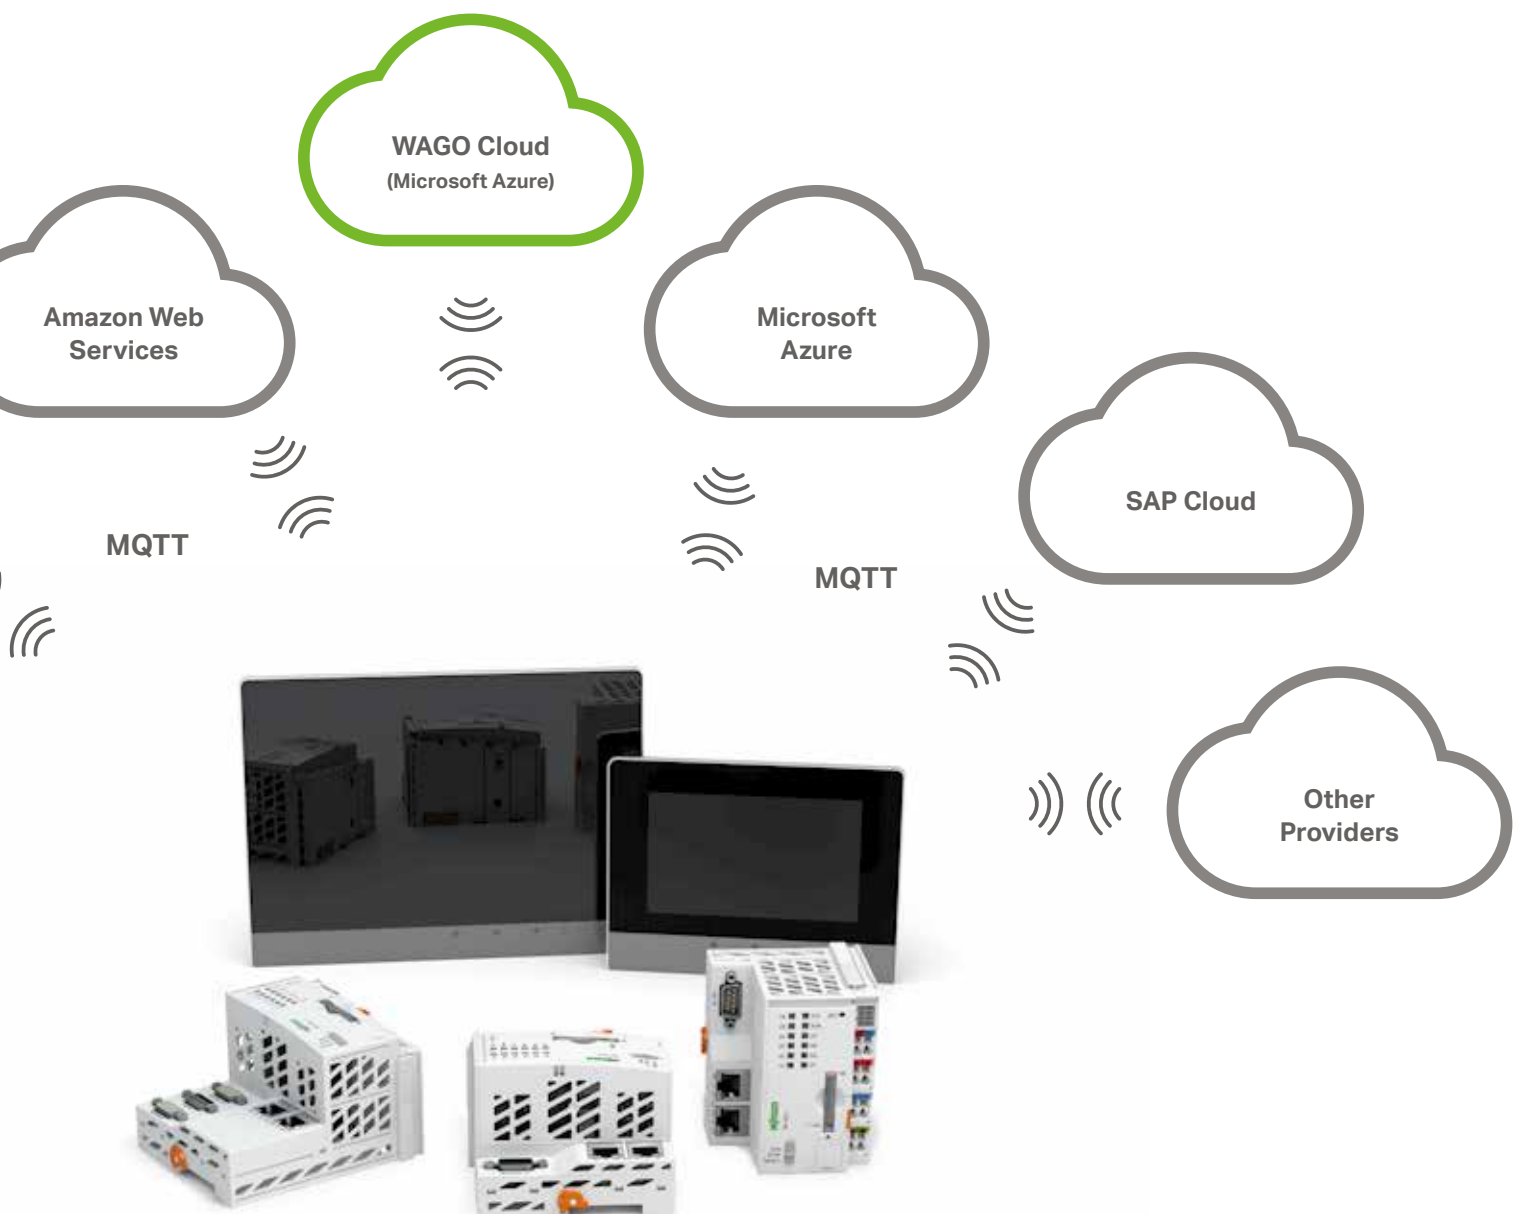 WAGO Cloud
(Microsoft Azure)
Amazon Web
Services
Microsoft
Azure
SAP Cloud
MQTT
MQTT
Other
Providers